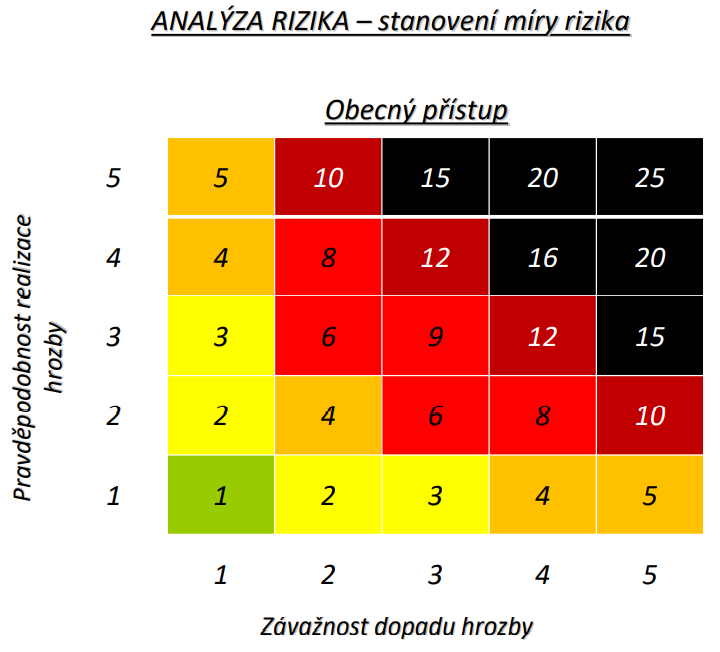 ANALÝZA RIZIKA – stanovení míry rizika
Obecný přístup
Pravděpodobnost realizace
hrozby
5 5 10 15 20 25
4 4 8 12 16 20
3 3 6 9 12 15
2 2 4 6 8 10
1 1 2 3 4 5
1 2 3 4 5
Závažnost dopadu hrozby